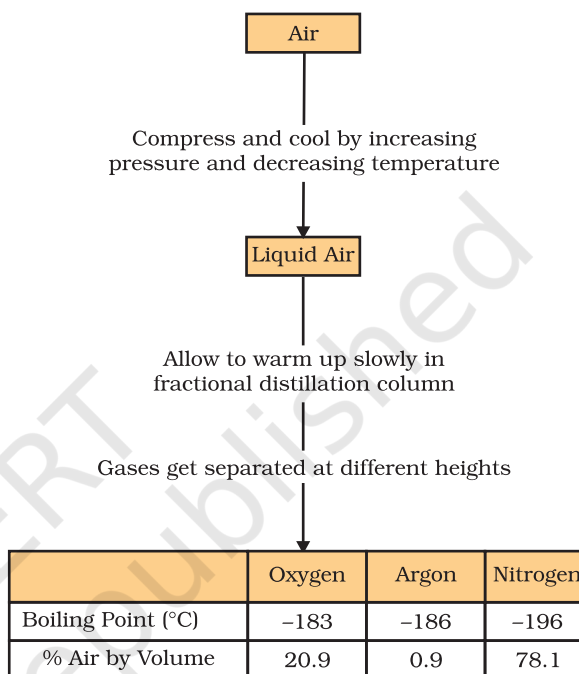 Air
Compress and cool by increasing
pressure and decreasing temperature
Liquid Air
Allow to warm up slowly in
fractional distillation column
Gases get separated at different heights
Oxygen Argon Nitrogen
Boiling Point (°C) –183 –186 –196
% Air by Volume 20.9 0.9 78.1
ERT
epublished